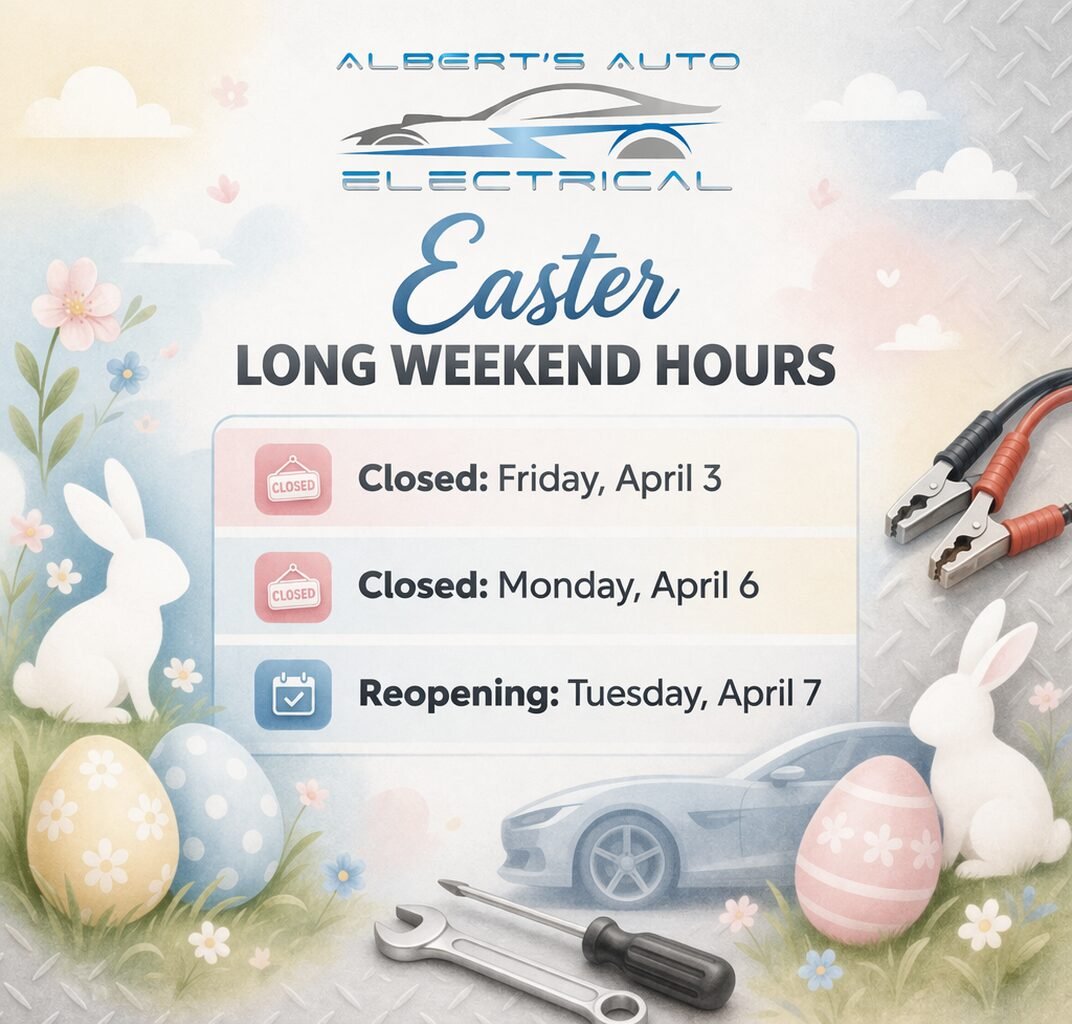 ALBERT'S AUTO
ELECTRICAL
Easter
LONG WEEKEND HOURS
CLOSED
Closed: Friday, April 3
CLOSED
Closed: Monday, April 6
Reopening: Tuesday, April 7